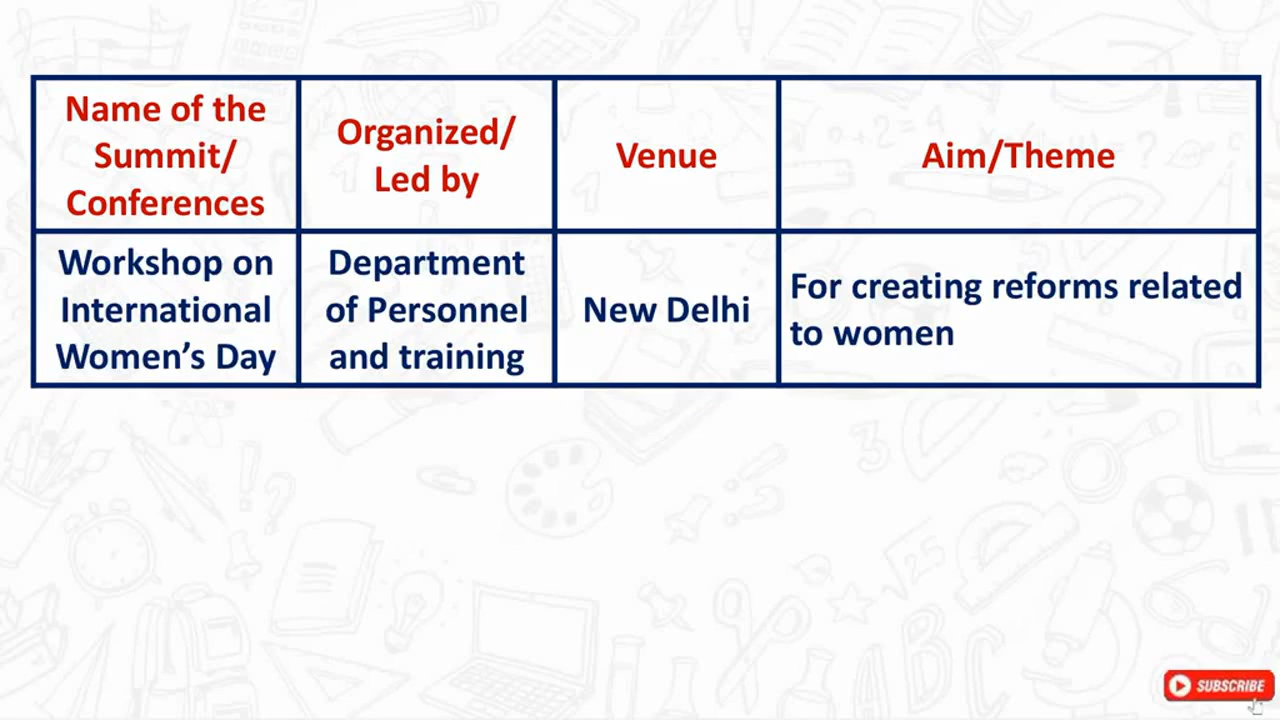 Name of the
Summit/
Conferences
Organized/
Led by
Venue
Aim/Theme
Workshop on
International
Women’s Day
Department
of Personnel
and training
New Delhi
For creating reforms related
to women
SUBSCRIBE